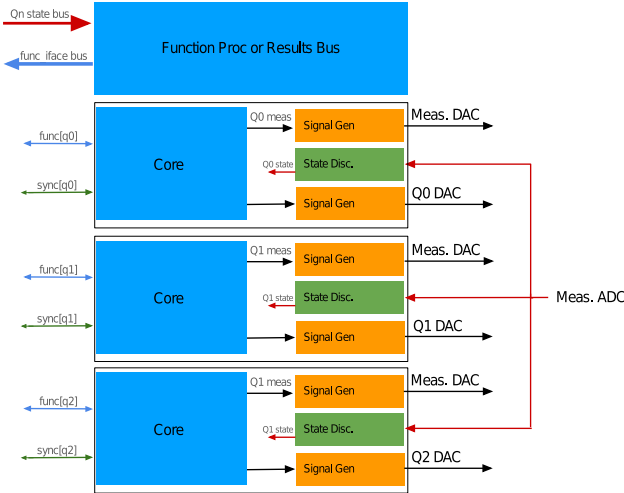 Qn state bus
func iface bus
Function Proc or Results Bus
func[q0]
sync[q0]
Core
Q0 meas
Signal Gen
Meas. DAC
Q0 state
State Disc.
Signal Gen
Q0 DAC
func[q1]
sync[q1]
Core
Q1 meas
Signal Gen
Meas. DAC
Q1 state
State Disc.
Meas. ADC
Signal Gen
Q1 DAC
func[q2]
sync[q2]
Core
Q1 meas
Signal Gen
Meas. DAC
Q1 state
State Disc.
Signal Gen
Q2 DAC